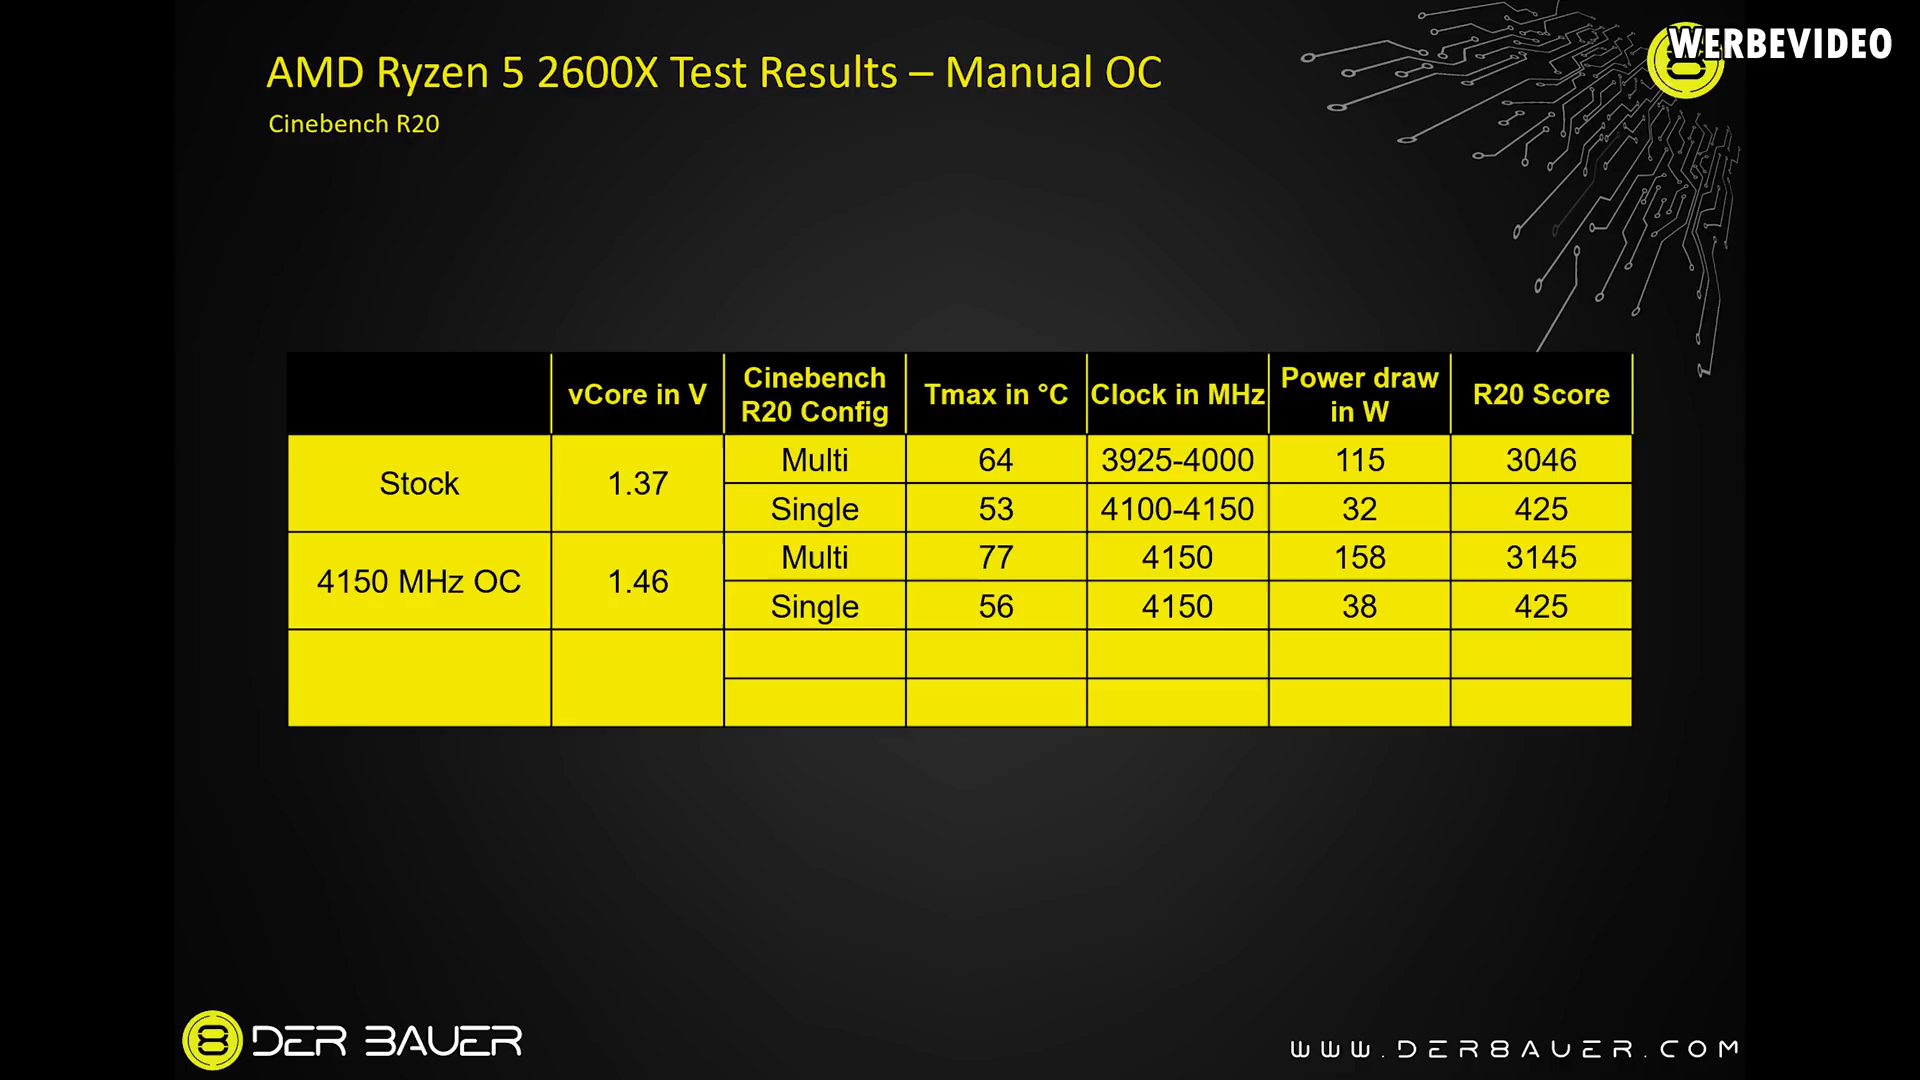 WERBEVIDEO
AMD Ryzen 5 2600X Test Results – Manual OC
Cinebench R20
vCore in V
Cinebench
R20 Config
Tmax in °C
Clock in MHz
Power draw
in W
R20 Score
Stock
1.37
Multi
64
3925-4000
115
3046
Single
53
4100-4150
32
425
4150 MHz OC
1.46
Multi
77
4150
158
3145
Single
56
4150
38
425
DER 8AUER
WWW.DER8AUER.COM